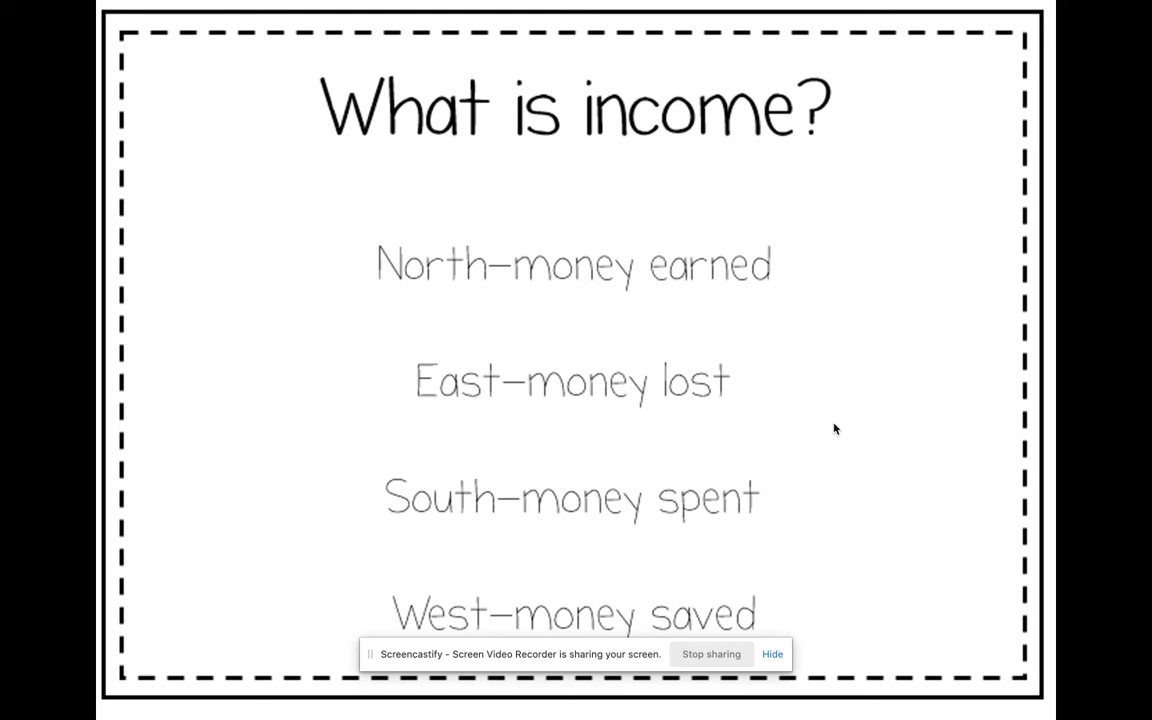 What is income?
North-money earned
East-money lost
South-money spent
West-money saved
Screencastify - Screen Video Recorder is sharing your screen. Stop sharing Hide